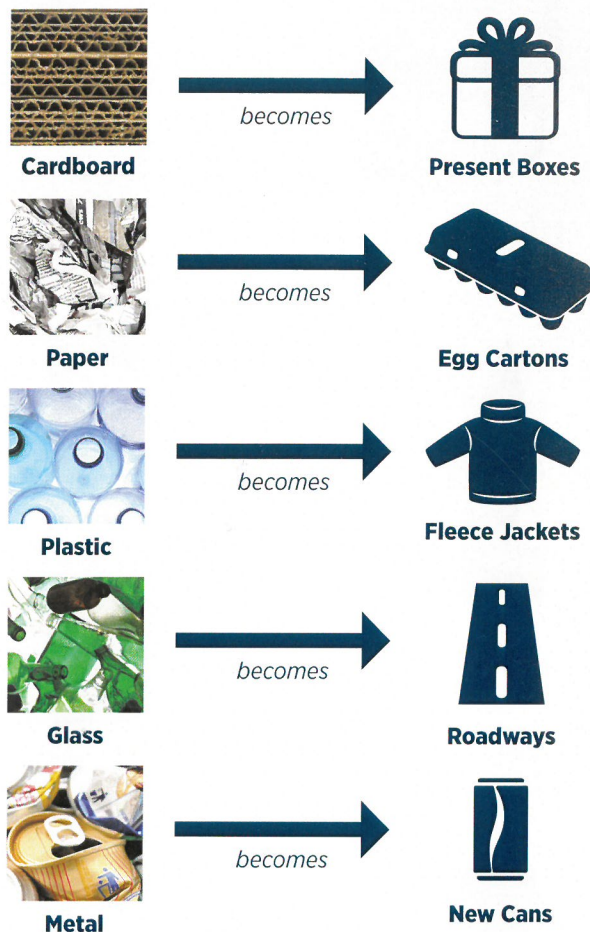 becomes
Cardboard
Present Boxes
becomes
Paper
Egg Cartons
becomes
Plastic
Fleece Jackets
becomes
Glass
Roadways
becomes
Metal
New Cans